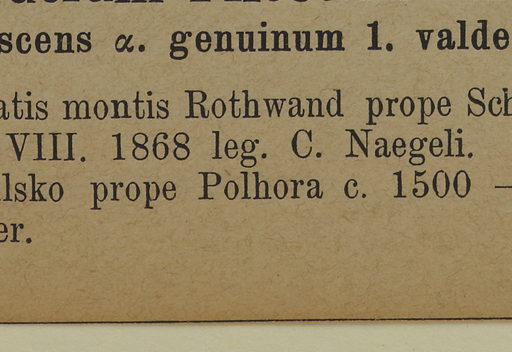 scens α. genuinum 1. valde
atis montis Rothwand prope Sch
VIII. 1868 leg. C. Naegeli.
lsko prope Polhora c. 1500 —
er.